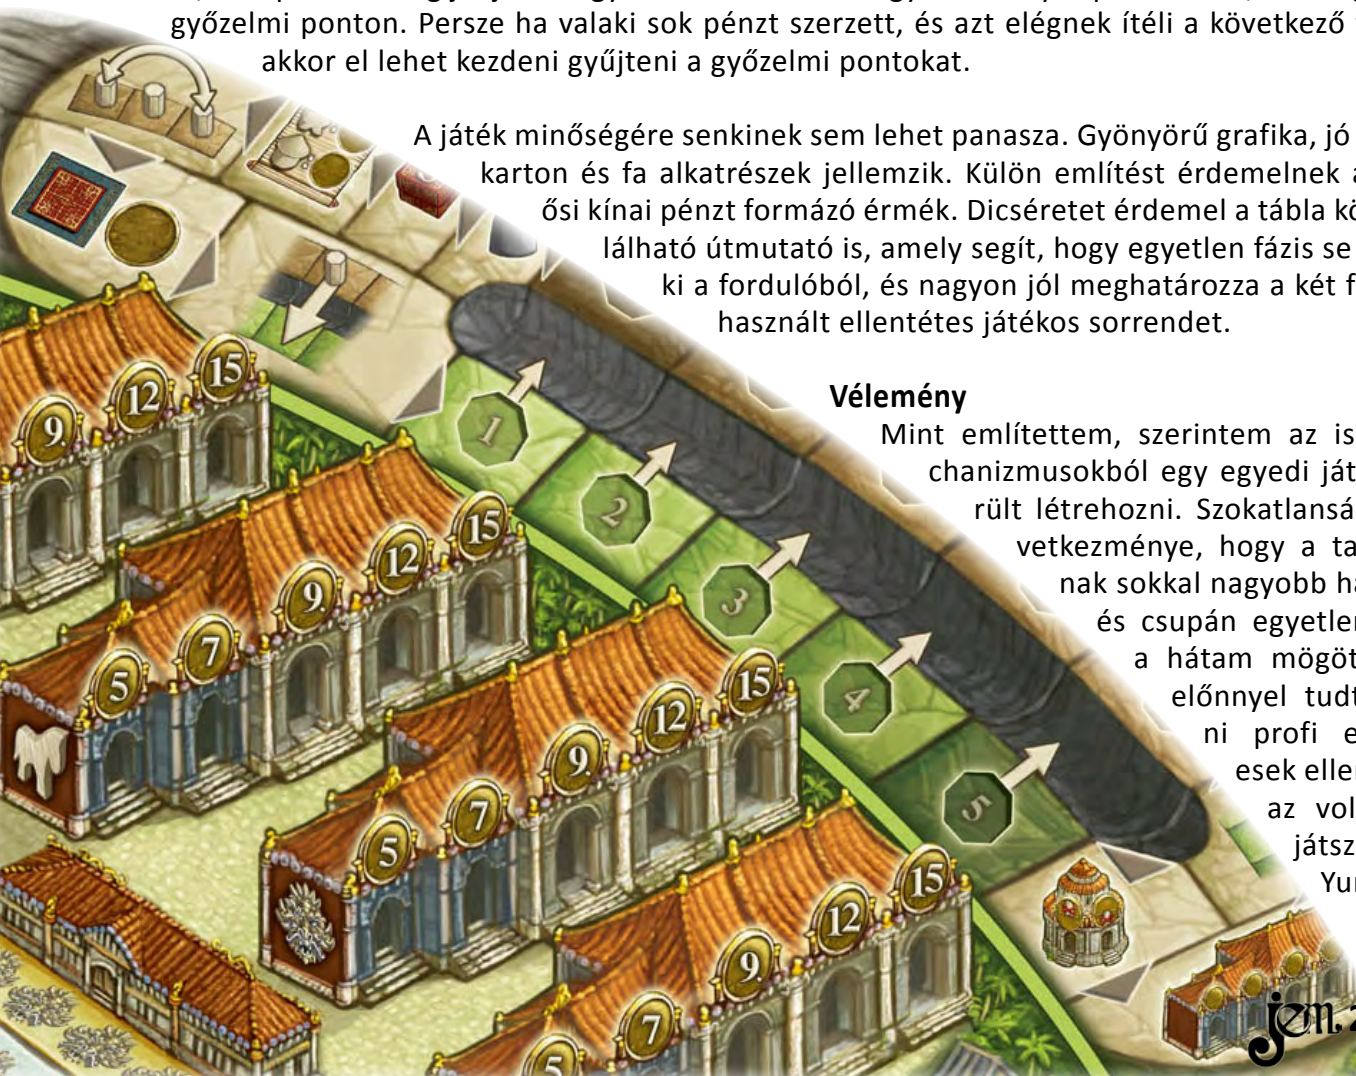 győzelmi ponton. Persze ha valaki sok pénzt szerzett, és azt elégnek ítéli a következő
akkor el lehet kezdeni gyűjteni a győzelmi pontokat.
A játék minőségére senkinek sem lehet panasza. Gyönyörű grafika, jó
karton és fa alkatrészek jellemzik. Külön említést érdemelnek a
ősi kínai pénzt formázó érmék. Dicséretet érdemel a tábla kö
lálható útmutató is, amely segít, hogy egyetlen fázis se
ki a fordulóból, és nagyon jól meghatározza a két f
használt ellentétes játékos sorrendet.
Vélemény
Mint említettem, szerintem az is
chanizmusokból egy egyedi ját
rült létrehozni. Szokatlansá
vetkezménye, hogy a ta
nak sokkal nagyobb ha
és csupán egyetlen
a hátam mögöt
előnnyel tudt
ni profi e
esek ellen
az vol
játsz
Yun
9 12 15
5 7 9 12 15
5 7 9 12 15
5 7 9 12 15
1
2
3
4
5
jem. 2